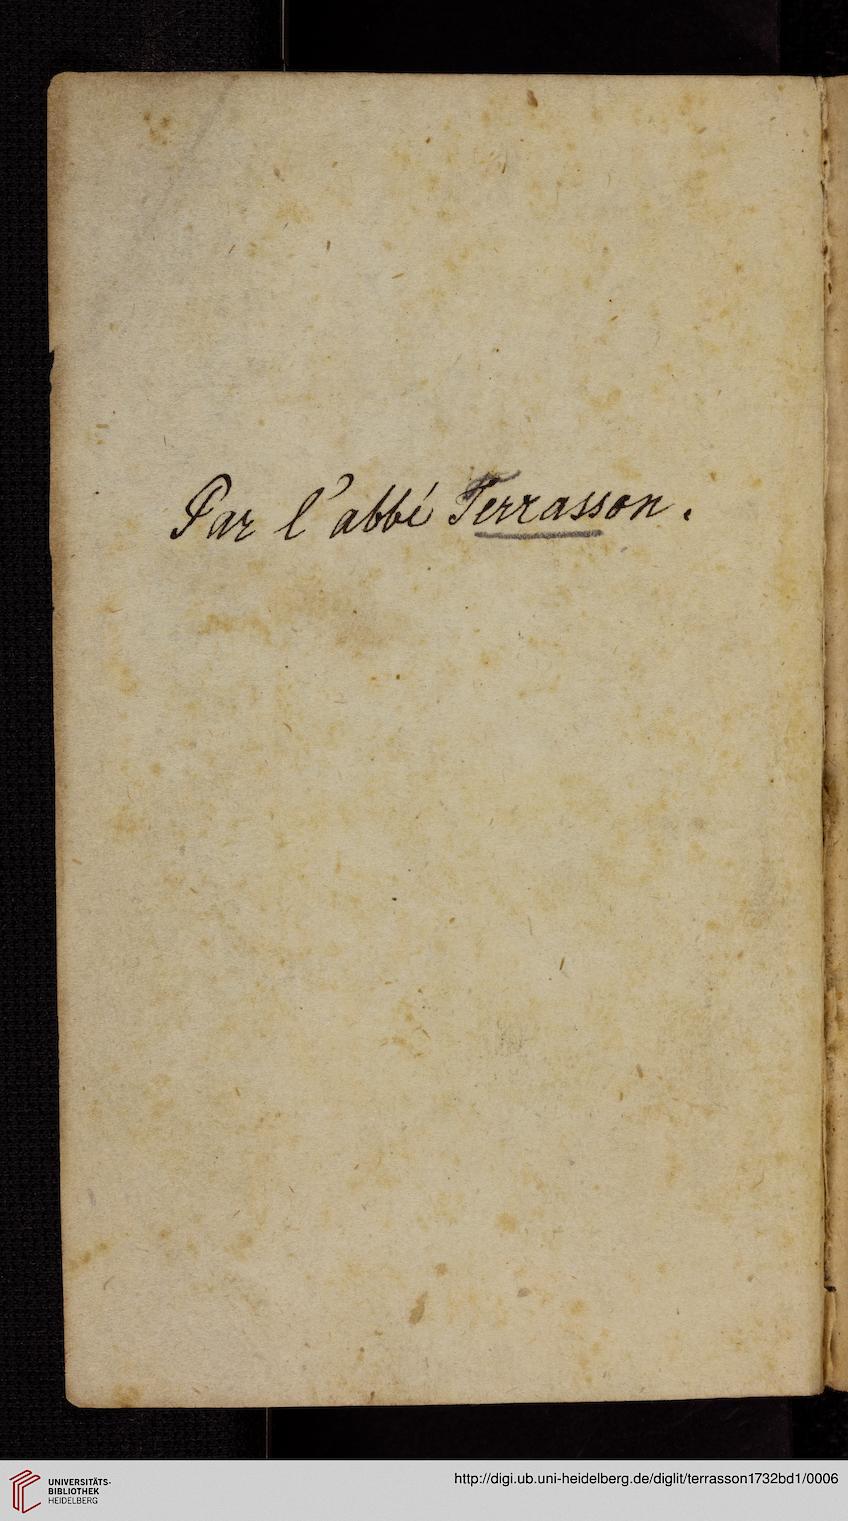 Par l'abbé Terrasson.
UNIVERSITÄTS-
BIBLIOTHEK
HEIDELBERG
http://digi.ub.uni-heidelberg.de/diglit/terrasson1732bd1/0006